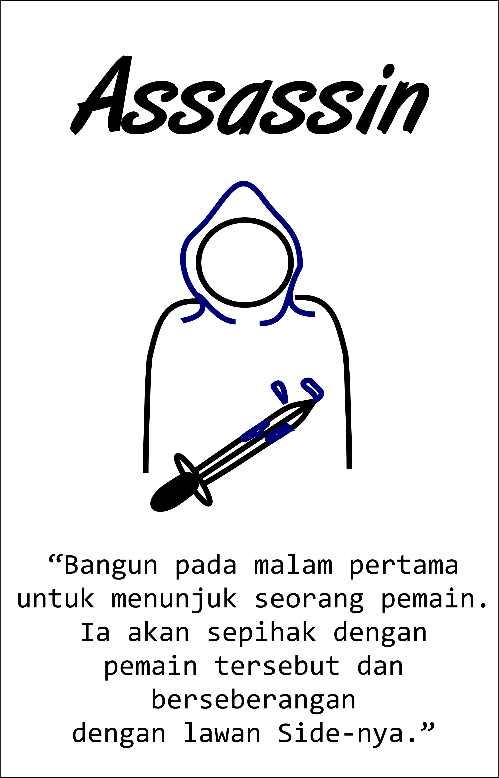 Assassin
“Bangun pada malam pertama
untuk menunjuk seorang pemain.
Ia akan sepihak dengan
pemain tersebut dan
berseberangan
dengan lawan Side-nya.”